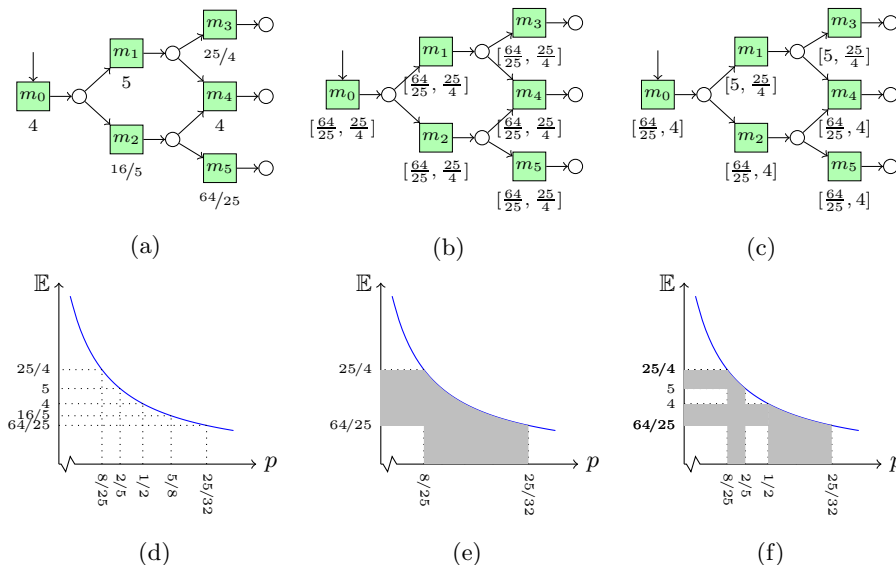 m₃
25/4
m₁
5
m₀
4
m₄
4
m₂
16/5
m₅
64/25
(a)
m₃
[64/25, 25/4]
m₁
[64/25, 25/4]
m₀
[64/25, 25/4]
m₄
[64/25, 25/4]
m₂
[64/25, 25/4]
m₅
[64/25, 25/4]
(b)
m₃
[5, 25/4]
m₁
[5, 25/4]
m₀
[64/25, 4]
m₄
[64/25, 4]
m₂
[64/25, 4]
m₅
[64/25, 4]
(c)
𝔼
25/4
5
4
16/5
64/25
p
8/25
2/5
1/2
5/8
25/32
(d)
𝔼
25/4
64/25
p
8/25
25/32
(e)
𝔼
25/4
5
4
64/25
p
8/25
2/5
1/2
25/32
(f)